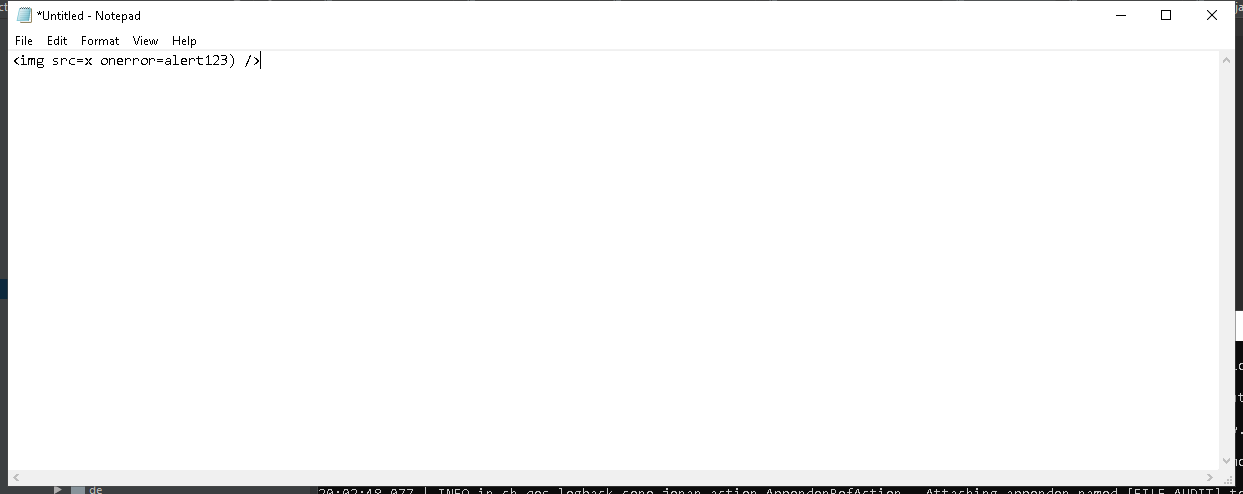 *Untitled - Notepad
File Edit Format View Help
<img src=x onerror=alert123) />
de
20:02:48,077 | INFO in ch.qos.logback.core.joran.action.AppenderRefAction - Attaching appender named [FILE_AUDIT] t